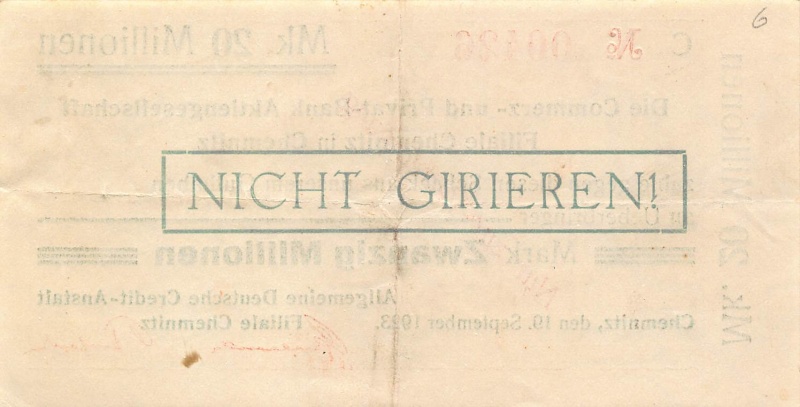 6
Mk. 20 Millionen
C № 00126
Die Commerz- und Privat-Bank Aktiengesellschaft
Filiale Chemnitz in Chemnitz
NICHT GIRIEREN!
Mark Zwanzig Millionen
Allgemeine Deutsche Credit-Anstalt
Chemnitz, den 19. September 1923.
Filiale Chemnitz
Mk. 20 Millionen